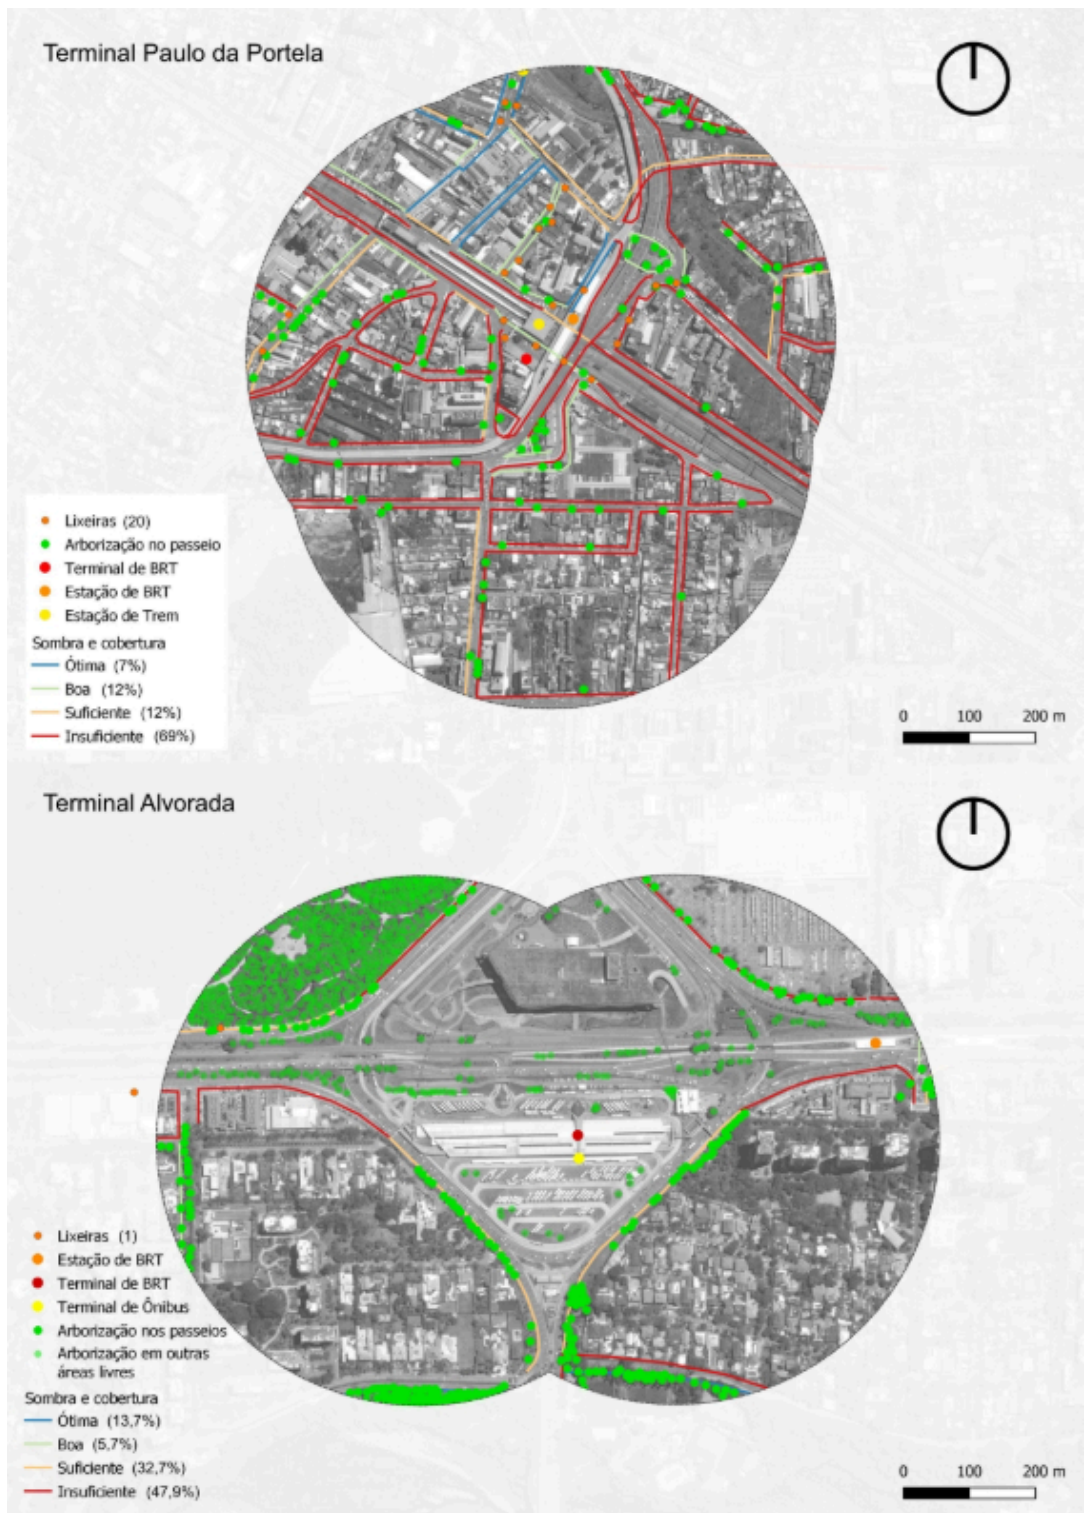 Terminal Paulo da Portela
Lixeiras (20)
Arborização no passeio
Terminal de BRT
Estação de BRT
Estação de Trem
Sombra e cobertura
Ótima (7%)
Boa (12%)
Suficiente (12%)
Insuficiente (69%)
0 100 200 m
Terminal Alvorada
Lixeiras (1)
Estação de BRT
Terminal de BRT
Terminal de Ônibus
Arborização nos passeios
Arborização em outras
áreas livres
Sombra e cobertura
Ótima (13,7%)
Boa (5,7%)
Suficiente (32,7%)
Insuficiente (47,9%)
0 100 200 m